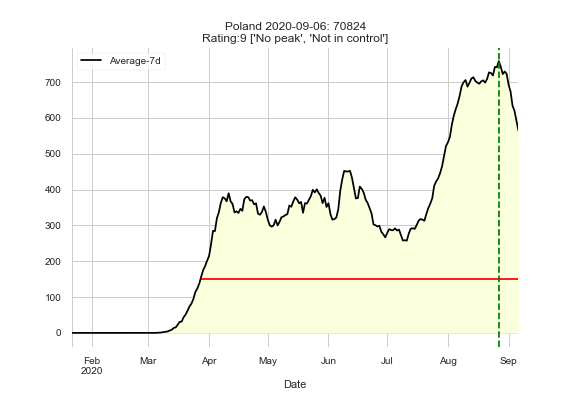 Poland 2020-09-06: 70824
Rating:9 ['No peak', 'Not in control']
Average-7d
700
600
500
400
300
200
100
0
Feb Mar Apr May Jun Jul Aug Sep
2020
Date